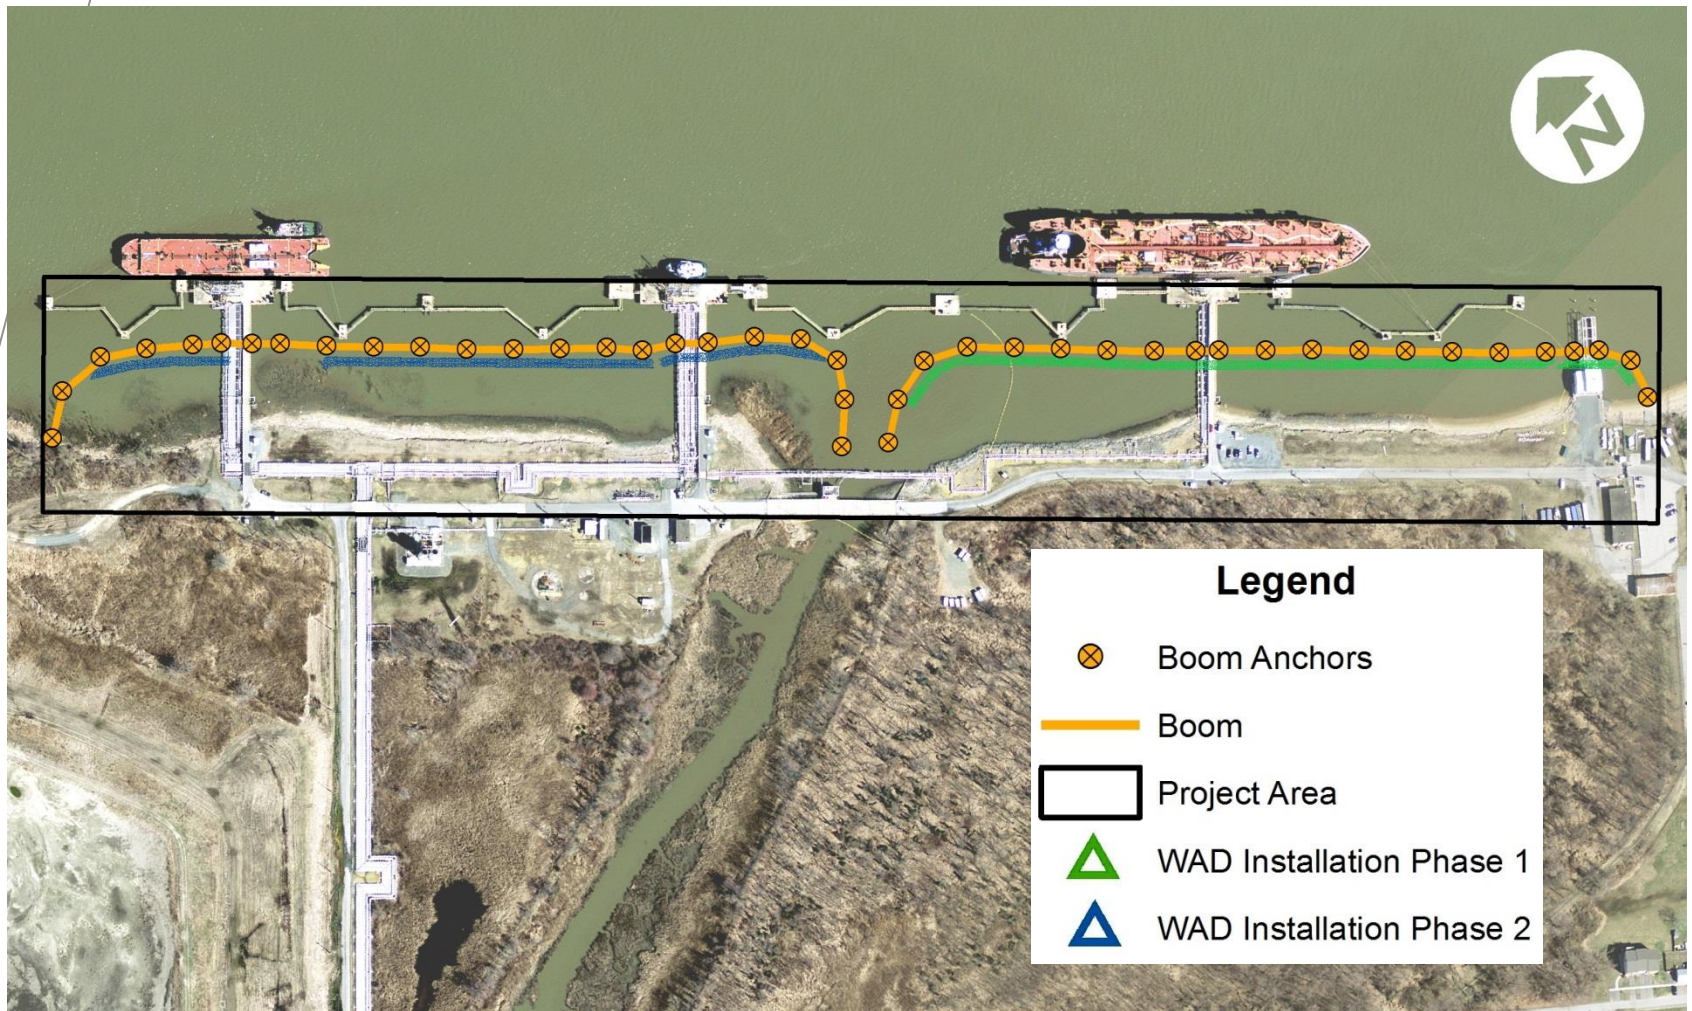 N
Legend
Boom Anchors
Boom
Project Area
WAD Installation Phase 1
WAD Installation Phase 2